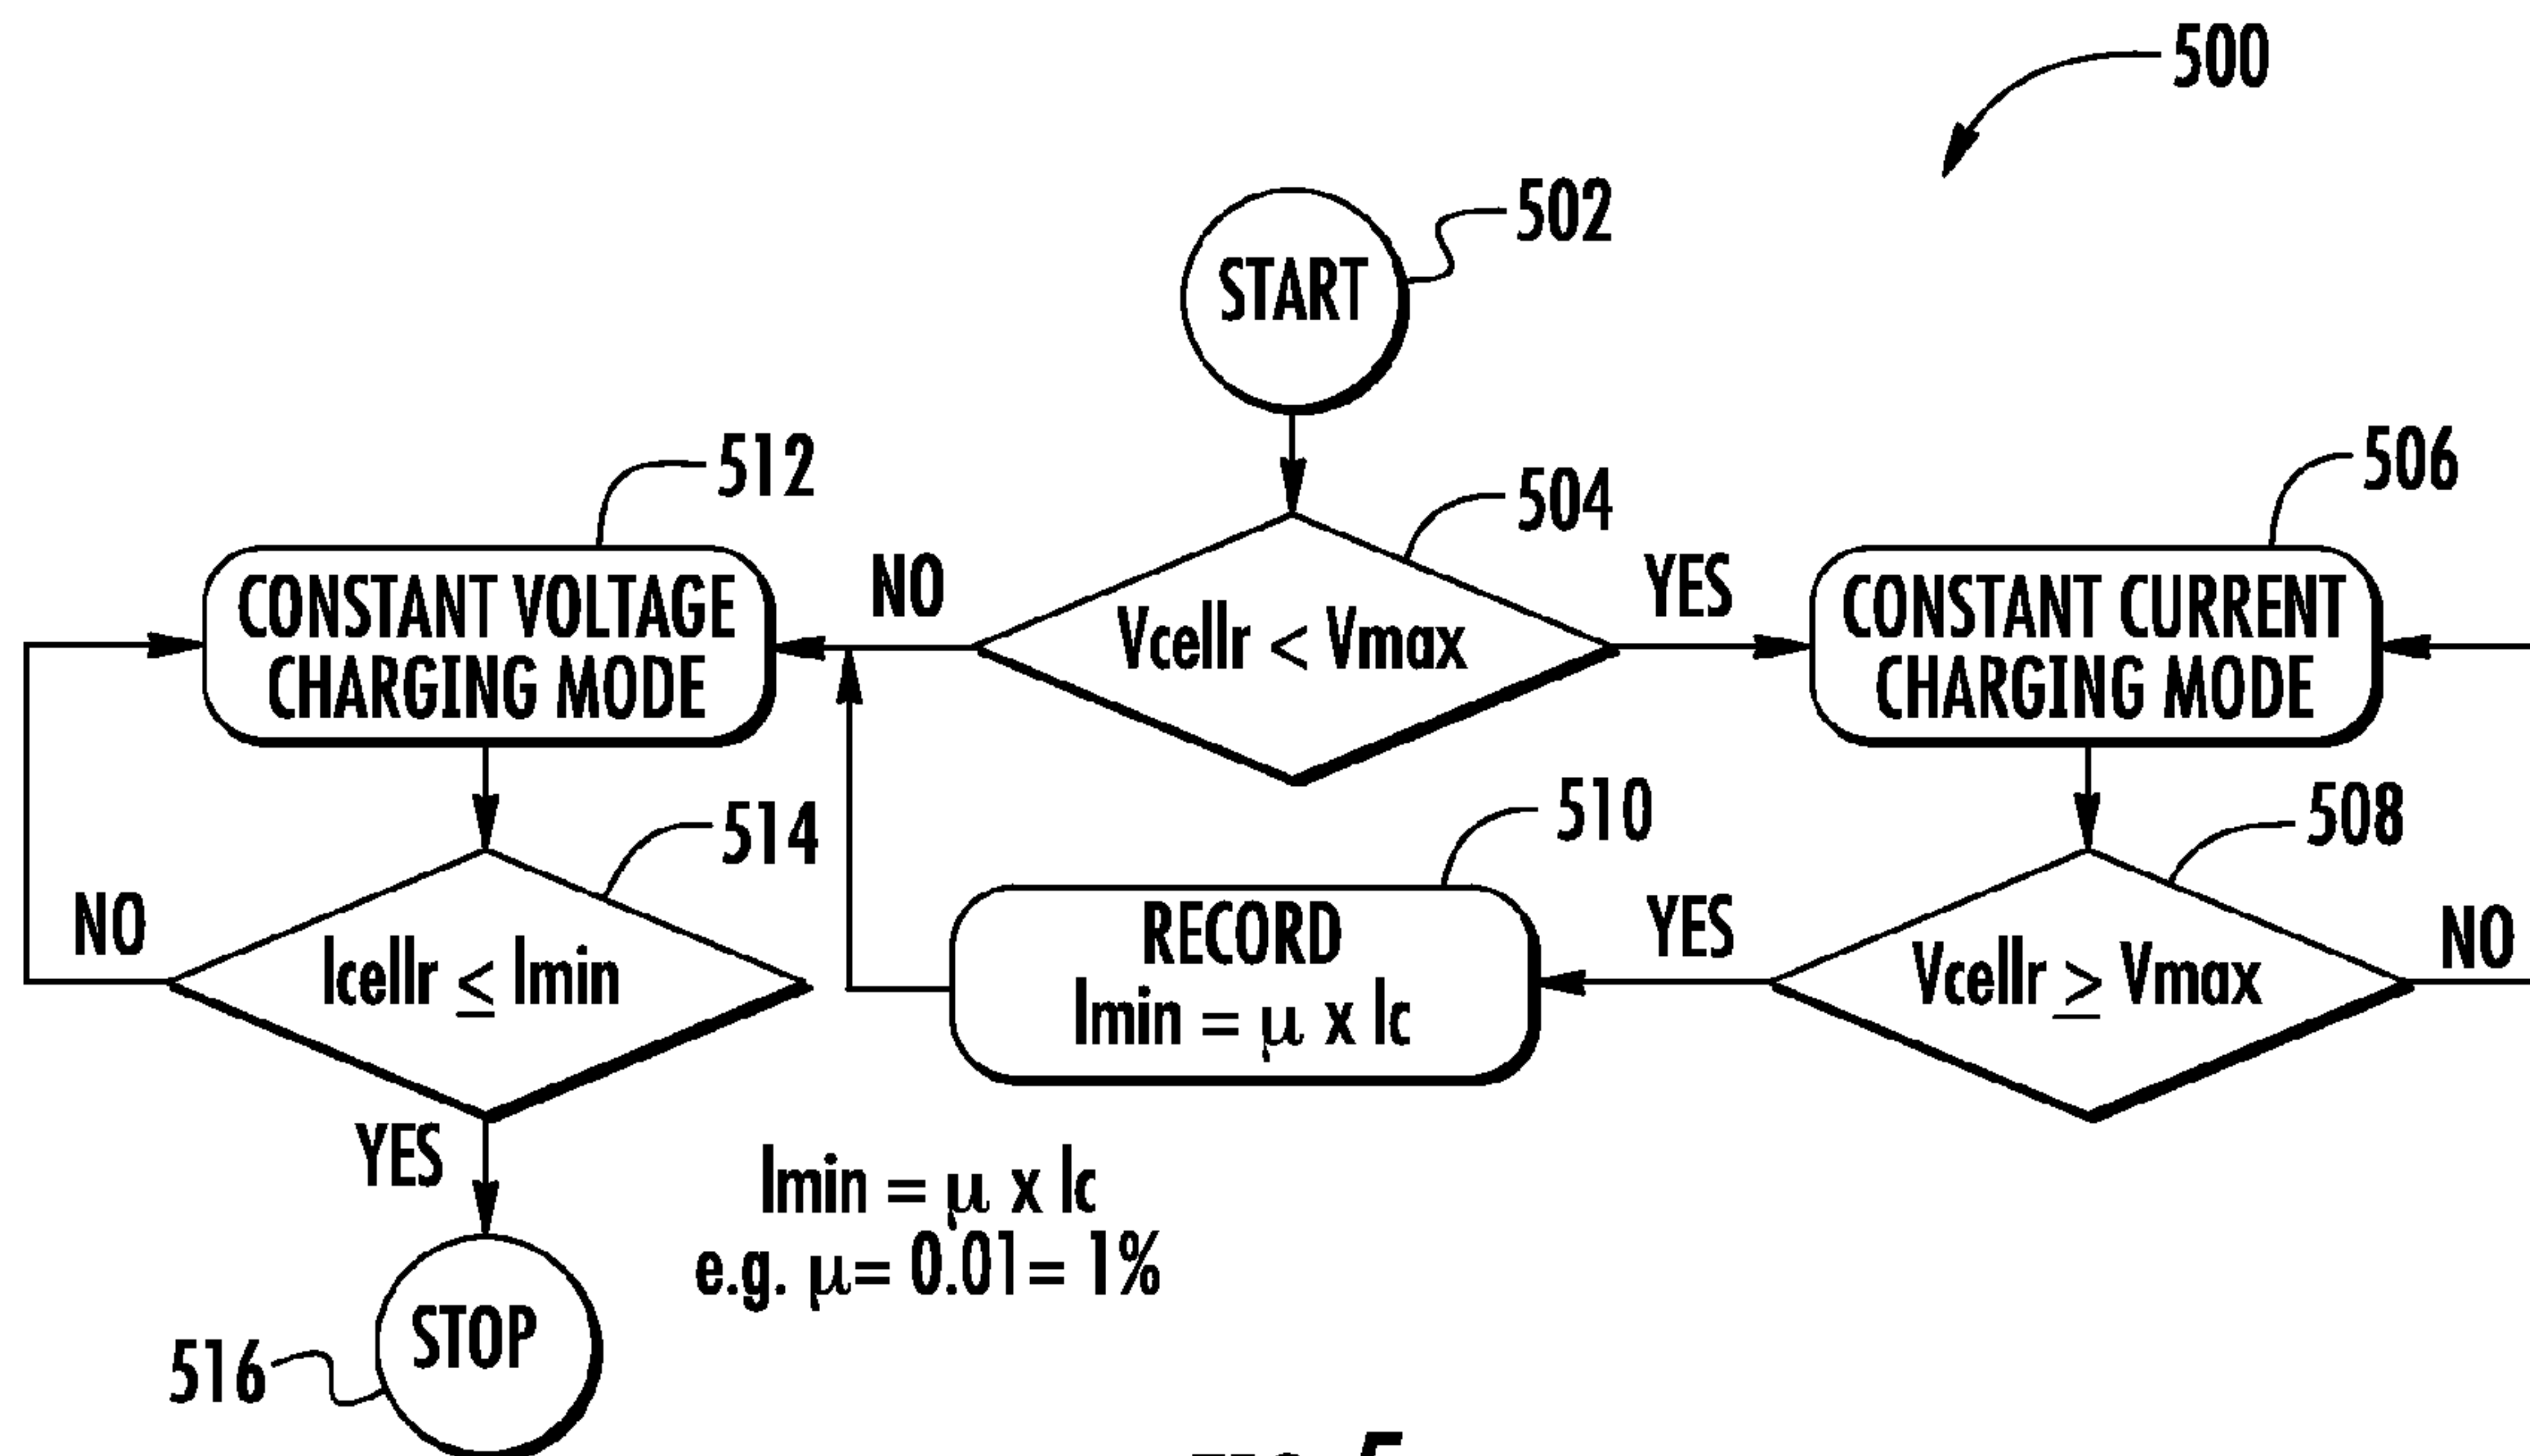 500
502
START
504
Vcellr < Vmax
NO
YES
512
CONSTANT VOLTAGE
CHARGING MODE
506
CONSTANT CURRENT
CHARGING MODE
514
Icellr ≤ Imin
NO
YES
510
RECORD
Imin = μ x Ic
YES
508
Vcellr ≥ Vmax
NO
Imin = μ x Ic
e.g. μ= 0.01= 1%
516
STOP